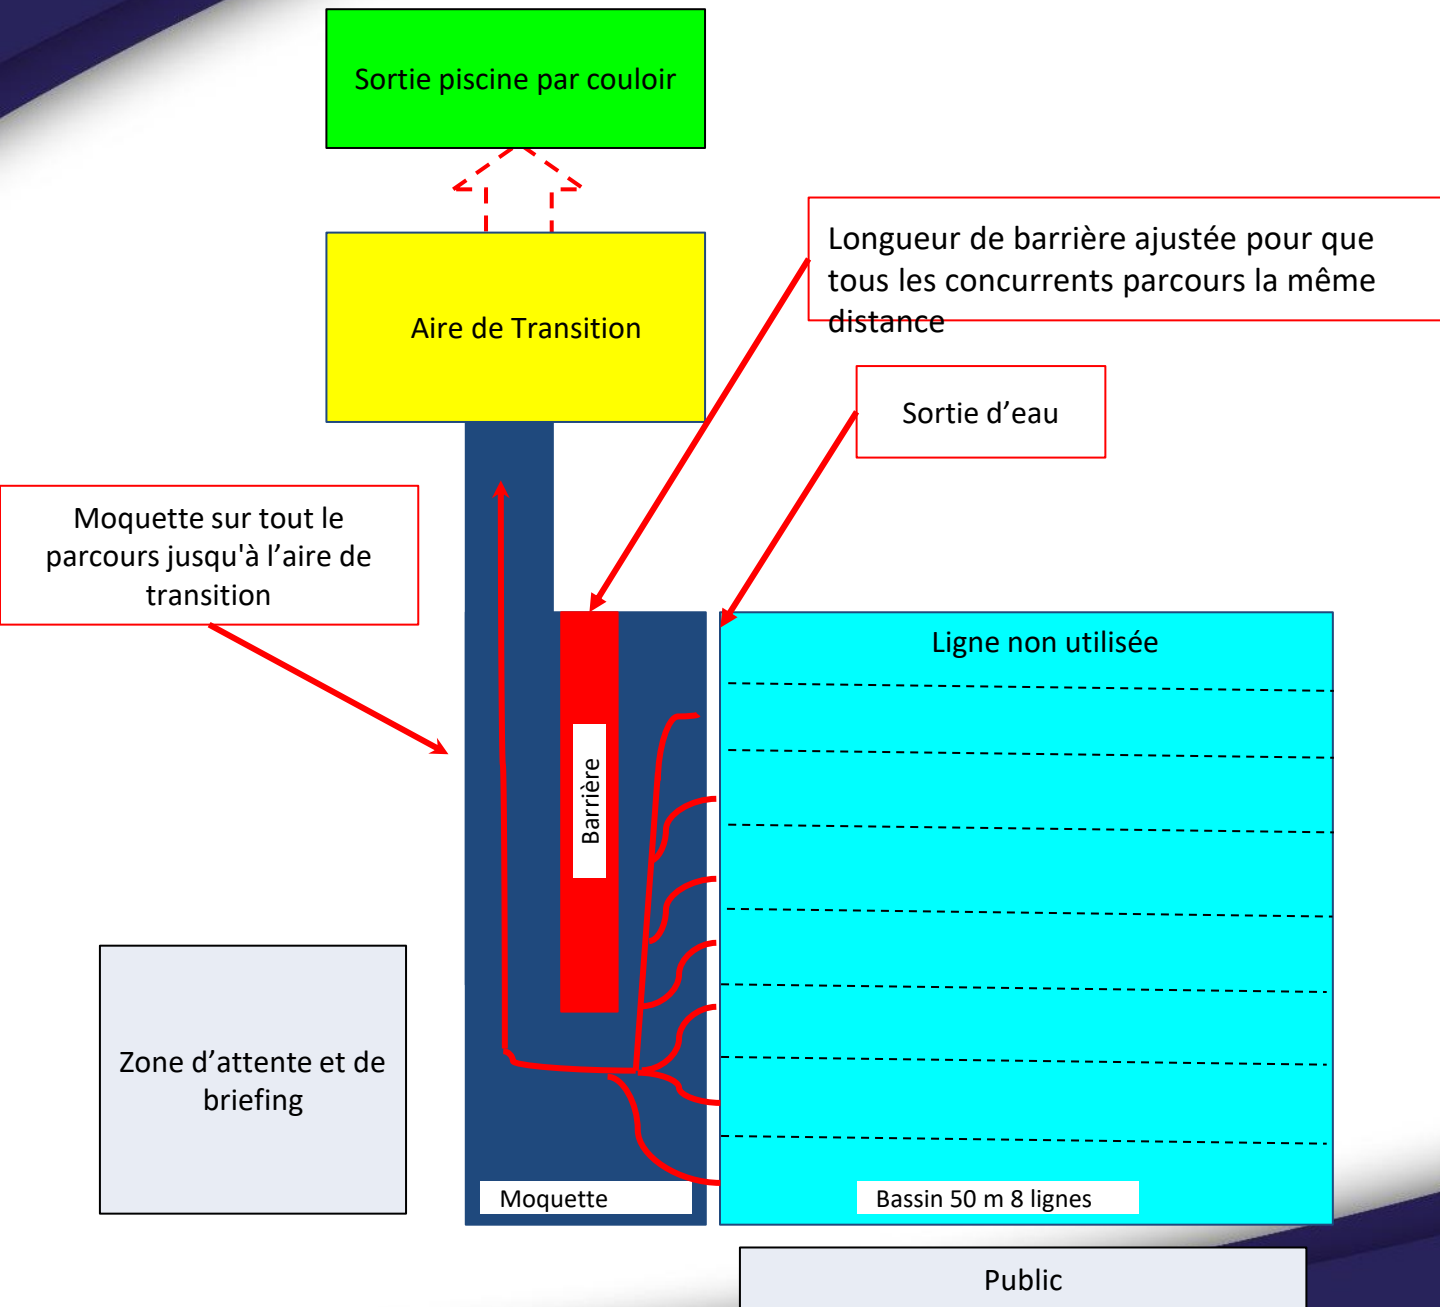 Sortie piscine par couloir
Longueur de barrière ajustée pour que
tous les concurrents parcours la même
distance
Aire de Transition
Sortie d’eau
Moquette sur tout le
parcours jusqu'à l’aire de
transition
Ligne non utilisée
Barrière
Zone d’attente et de
briefing
Moquette
Bassin 50 m 8 lignes
Public